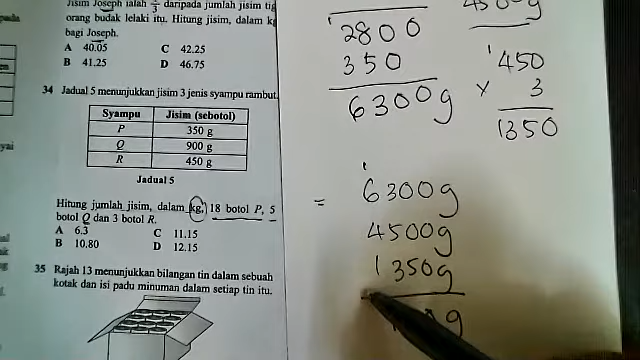 Jisim Joseph ialah daripada jumlah jisim tig
orang budak lelaki itu. Hitung jisim, dalam kg
bagi Joseph.
A 40.05 C 42.25
B 41.25 D 46.75
34 Jadual 5 menunjukkan jisim 3 jenis syampu rambut.
Syampu Jisim (sebotol)
P 350 g
Q 900 g
R 450 g
Jadual 5
Hitung jumlah jisim, dalam kg, 18 botol P, 5
botol Q dan 3 botol R.
A 6.3 C 11.15
B 10.80 D 12.15
35 Rajah 13 menunjukkan bilangan tin dalam sebuah
kotak dan isi padu minuman dalam setiap tin itu.
4500g
2800
350
6300g
1
450
× 3
1350
1
= 6300g
4500g
1350g
g